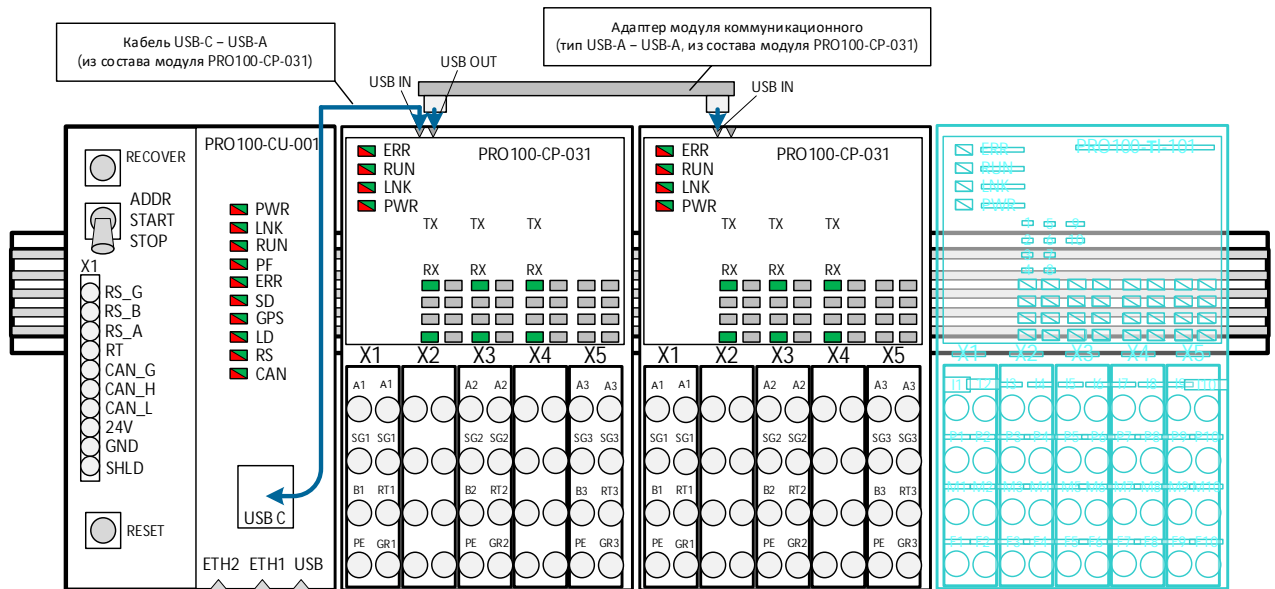 Кабель USB-C – USB-A
(из состава модуля PRO100-CP-031)
Адаптер модуля коммуникационного
(тип USB-A – USB-A, из состава модуля PRO100-CP-031)
USB IN
USB OUT
USB IN
RECOVER
ADDR
START
STOP
X1
RS_G
RS_B
RS_A
RT
CAN_G
CAN_H
CAN_L
24V
GND
SHLD
RESET
PRO100-CU-001
PWR
LNK
RUN
PF
ERR
SD
GPS
LD
RS
CAN
USB C
ETH2 ETH1 USB
ERR
RUN
LNK
PWR
PRO100-CP-031
TX TX TX
RX RX RX
X1 X2 X3 X4 X5
A1 A1 A2 A2 A3 A3
SG1 SG1 SG2 SG2 SG3 SG3
B1 RT1 B2 RT2 B3 RT3
PE GR1 PE GR2 PE GR3
ERR
RUN
LNK
PWR
PRO100-CP-031
TX TX TX
RX RX RX
X1 X2 X3 X4 X5
A1 A1 A2 A2 A3 A3
SG1 SG1 SG2 SG2 SG3 SG3
B1 RT1 B2 RT2 B3 RT3
PE GR1 PE GR2 PE GR3
ERR
RUN
LNK
PWR
PRO100-TI-101
X1 X2 X3 X4 X5